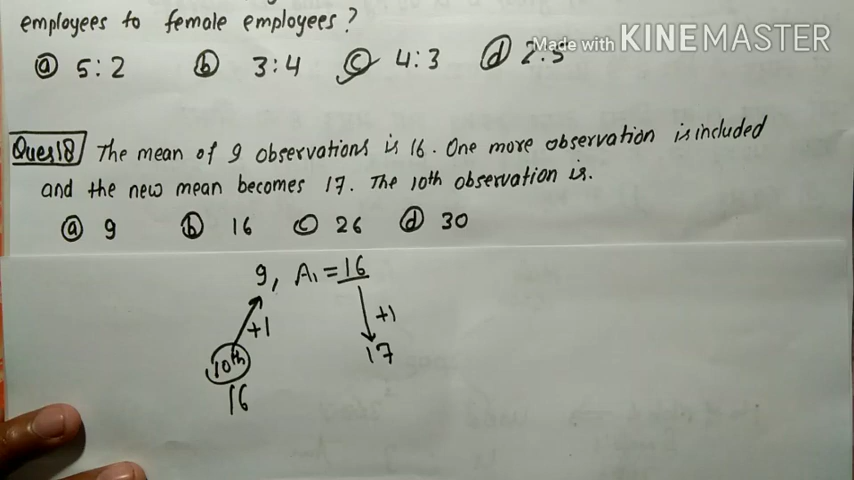 employees to female employees?
Made with KINEMASTER
ⓐ 5:2 ⓑ 3:4 ⓒ 4:3 ⓓ 2:5
Ques18 The mean of 9 observations is 16. One more observation is included
and the new mean becomes 17. The 10th observation is.
ⓐ 9 ⓑ 16 ⓒ 26 ⓓ 30
9, A₁ = 16
+1 +1
10th 17
16